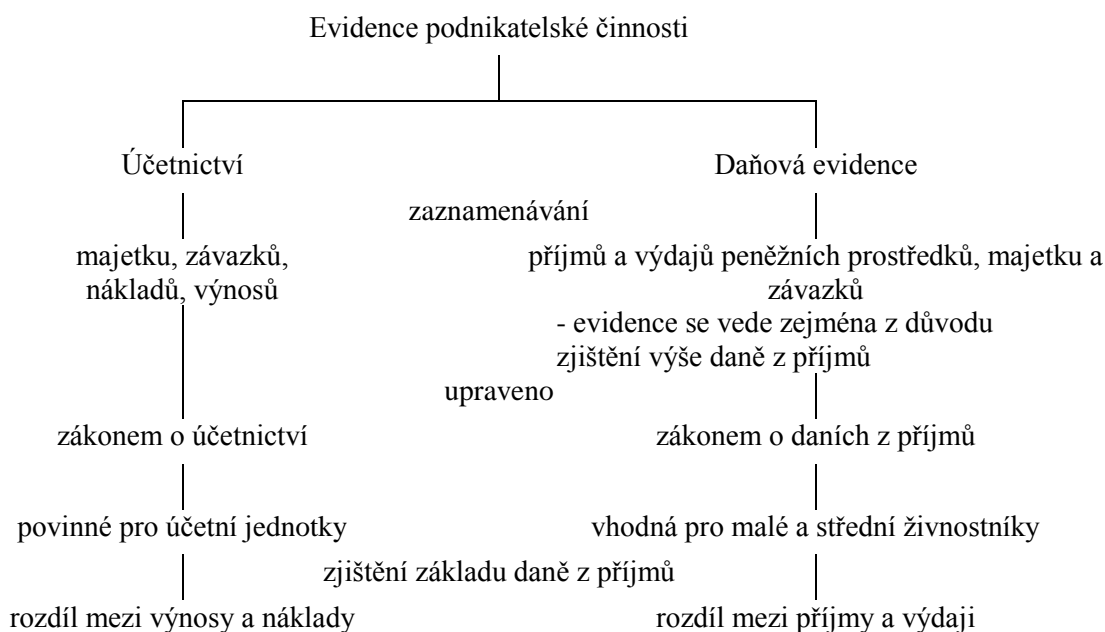 Evidence podnikatelské činnosti
Účetnictví
Daňová evidence
zaznamenávání
majetku, závazků,
nákladů, výnosů
příjmů a výdajů peněžních prostředků, majetku a
závazků
- evidence se vede zejména z důvodu
zjištění výše daně z příjmů
upraveno
zákonem o účetnictví
zákonem o daních z příjmů
povinné pro účetní jednotky
vhodná pro malé a střední živnostníky
zjištění základu daně z příjmů
rozdíl mezi výnosy a náklady
rozdíl mezi příjmy a výdaji